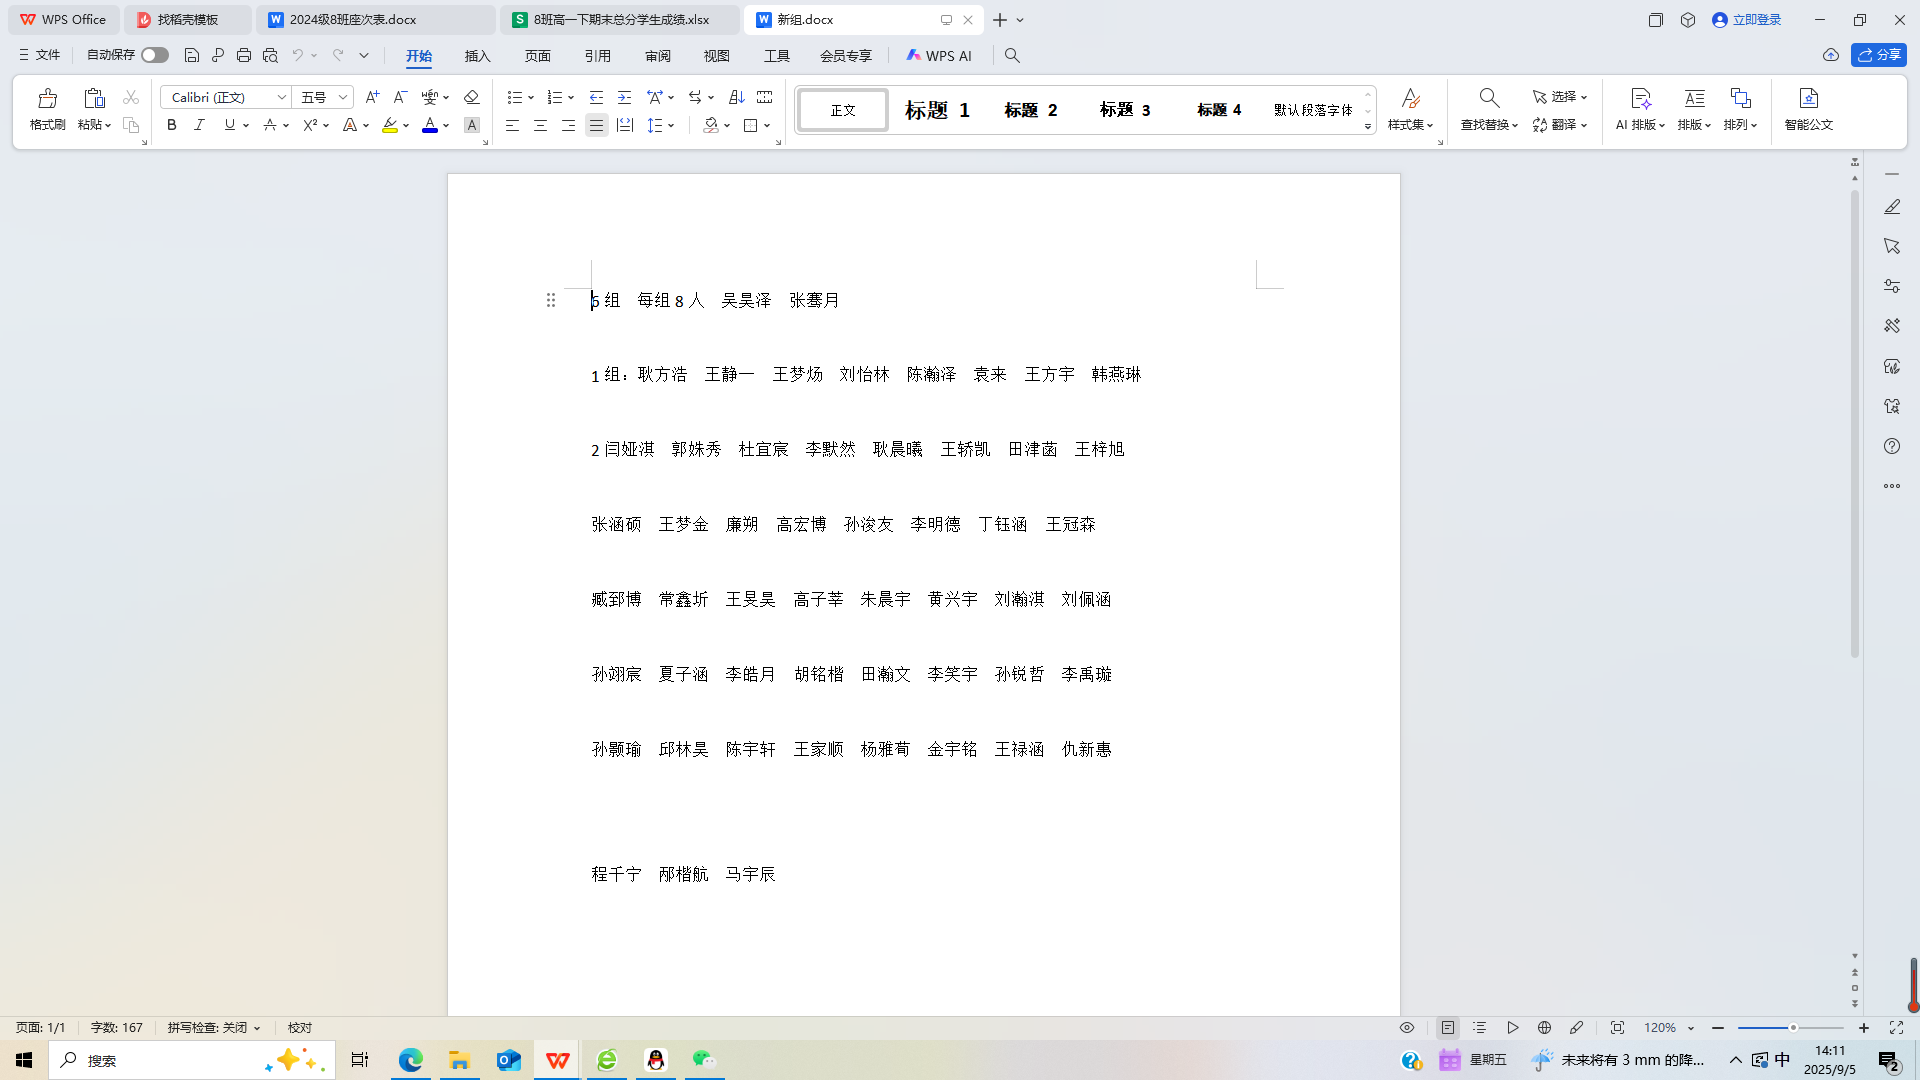 WPS Office 找稻壳模板 2024级8班座次表.docx 8班高一下期末总分学生成绩.xlsx 新组.docx 立即登录
文件 自动保存 开始 插入 页面 引用 审阅 视图 工具 会员专享 WPS AI 分享
格式刷 粘贴 Calibri (正文) 五号 正文 标题 1 标题 2 标题 3 标题 4 默认段落字体 样式集 查找替换 选择 翻译 AI 排版 排版 排列 智能公文
6 组 每组 8 人 吴昊泽 张骞月
1 组：耿方浩 王静一 王梦炀 刘怡林 陈瀚泽 袁来 王方宇 韩燕琳
2 闫娅淇 郭姝秀 杜宜宸 李默然 耿晨曦 王轿凯 田津菡 王梓旭
张涵硕 王梦金 廉朔 高宏博 孙浚友 李明德 丁钰涵 王冠森
臧郅博 常鑫圻 王旻昊 高子莘 朱晨宇 黄兴宇 刘瀚淇 刘佩涵
孙翊宸 夏子涵 李皓月 胡铭楷 田瀚文 李笑宇 孙锐哲 李禹璇
孙颢瑜 邱林昊 陈宇轩 王家顺 杨雅荀 金宇铭 王禄涵 仇新惠
程千宁 邴楷航 马宇辰
页面: 1/1 字数: 167 拼写检查: 关闭 校对 120%
搜索 星期五 未来将有 3 mm 的降... 中 14:11
2025/9/5 2